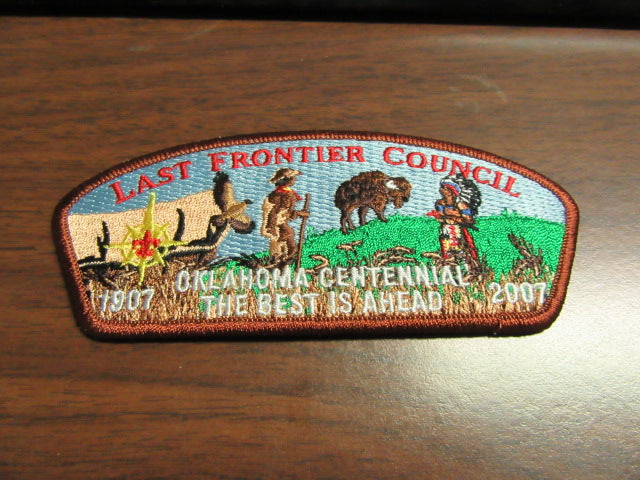 LAST FRONTIER COUNCIL
OKLAHOMA CENTENNIAL
1907 THE BEST IS AHEAD 2007